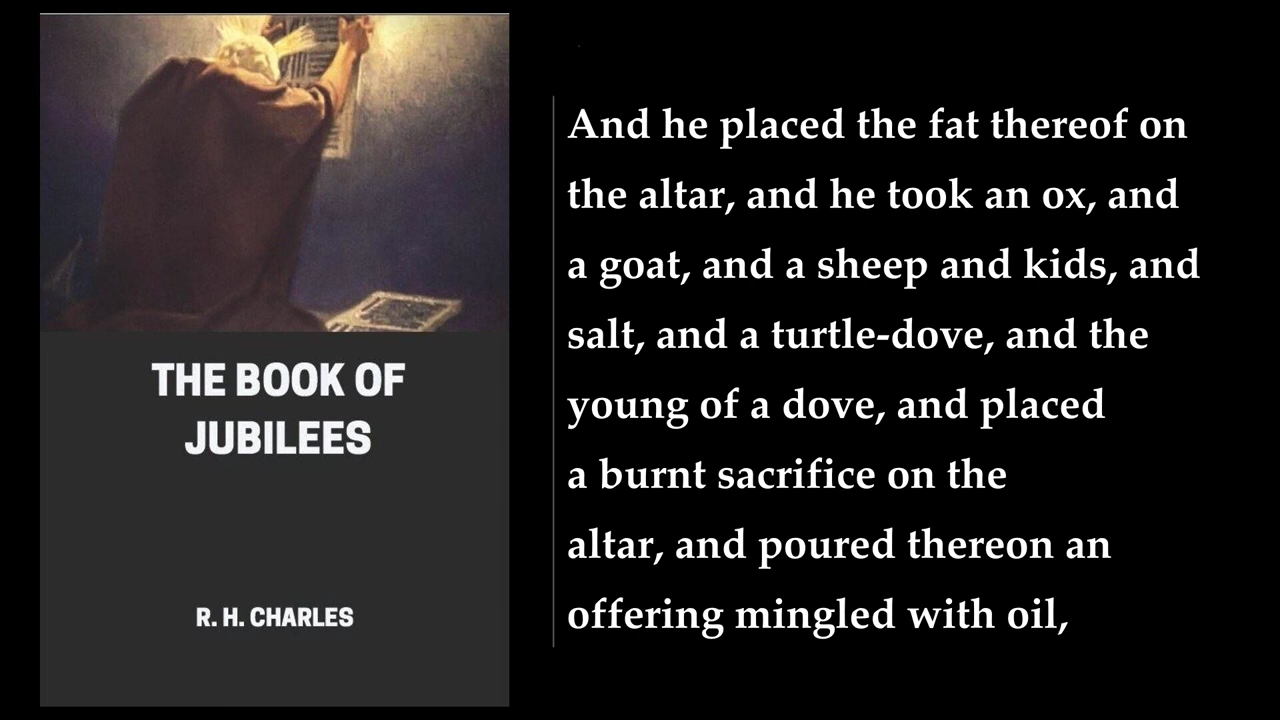 THE BOOK OF
JUBILEES
R. H. CHARLES
And he placed the fat thereof on
the altar, and he took an ox, and
a goat, and a sheep and kids, and
salt, and a turtle-dove, and the
young of a dove, and placed
a burnt sacrifice on the
altar, and poured thereon an
offering mingled with oil,